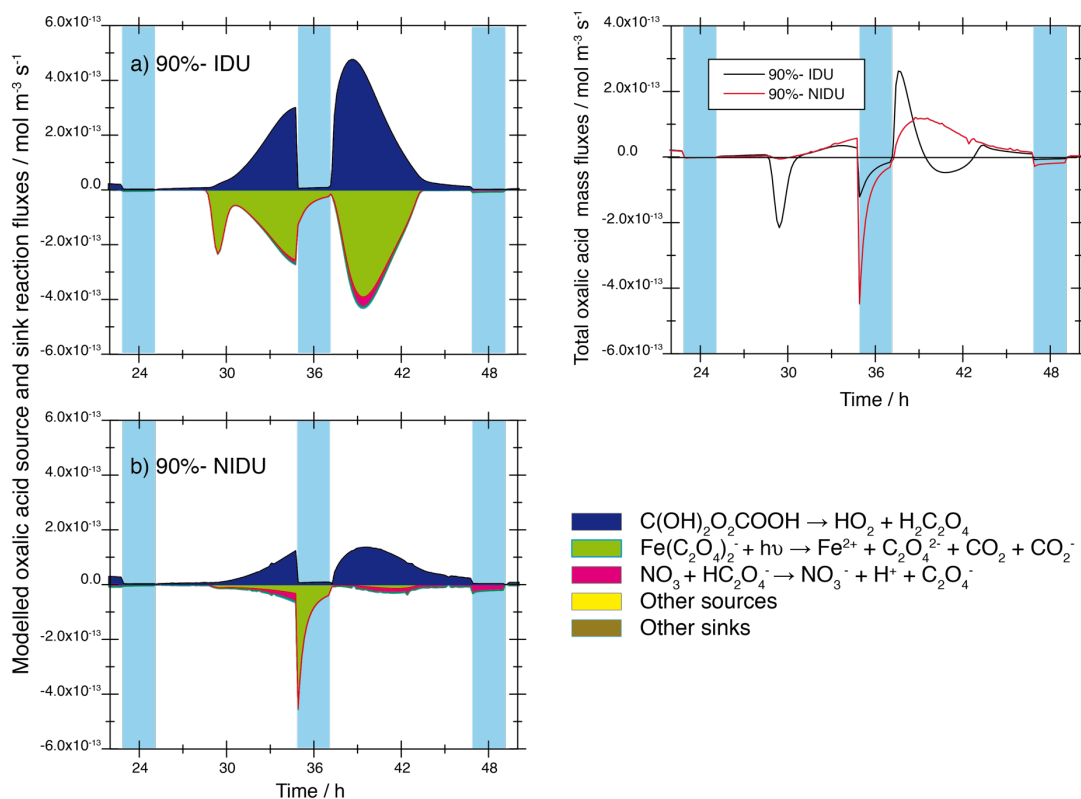 Modelled oxalic acid source and sink reaction fluxes / mol m⁻³ s⁻¹
a) 90%- IDU
6.0x10⁻¹³
4.0x10⁻¹³
2.0x10⁻¹³
0.0
-2.0x10⁻¹³
-4.0x10⁻¹³
-6.0x10⁻¹³
24 30 36 42 48
b) 90%- NIDU
6.0x10⁻¹³
4.0x10⁻¹³
2.0x10⁻¹³
0.0
-2.0x10⁻¹³
-4.0x10⁻¹³
-6.0x10⁻¹³
24 30 36 42 48
Time / h
Total oxalic acid mass fluxes / mol m⁻³ s⁻¹
4.0x10⁻¹³
2.0x10⁻¹³
0.0
-2.0x10⁻¹³
-4.0x10⁻¹³
-6.0x10⁻¹³
90%- IDU
90%- NIDU
24 30 36 42 48
Time / h
C(OH)₂O₂COOH → HO₂ + H₂C₂O₄
Fe(C₂O₄)₂⁻ + hυ → Fe²⁺ + C₂O₄²⁻ + CO₂ + CO₂⁻
NO₃ + HC₂O₄⁻ → NO₃⁻ + H⁺ + C₂O₄⁻
Other sources
Other sinks